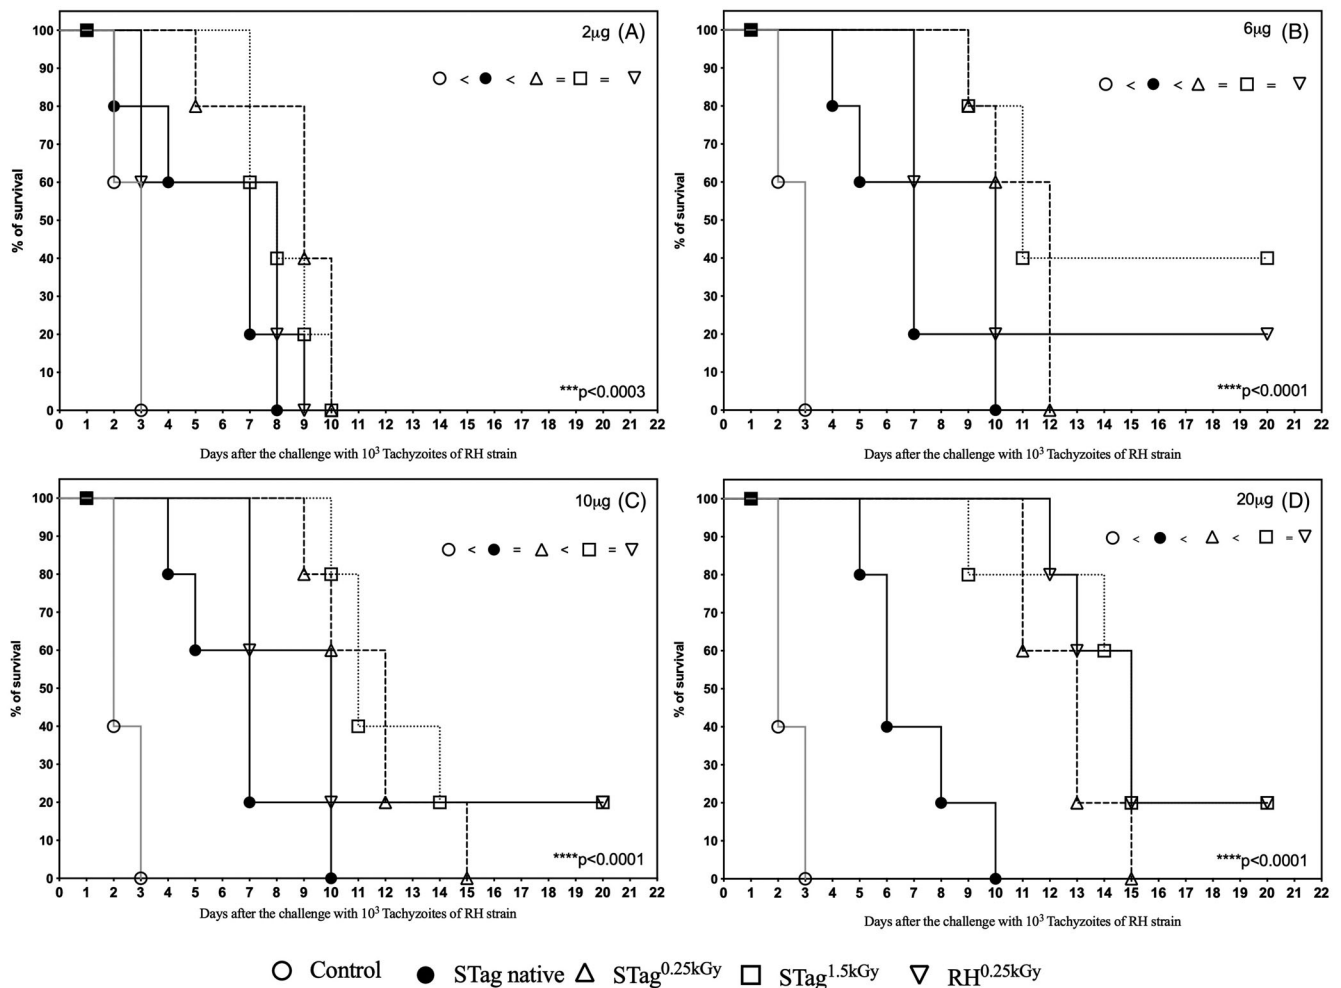 2µg (A)
○ < ● < △ = □ = ▽
100
90
80
70
60
50
40
30
20
10
0
% of survival
***p<0.0003
0 1 2 3 4 5 6 7 8 9 10 11 12 13 14 15 16 17 18 19 20 21 22
Days after the challenge with 10³ Tachyzoites of RH strain
6µg (B)
○ < ● < △ = □ = ▽
100
90
80
70
60
50
40
30
20
10
0
% of survival
****p<0.0001
0 1 2 3 4 5 6 7 8 9 10 11 12 13 14 15 16 17 18 19 20 21 22
Days after the challenge with 10³ Tachyzoites of RH strain
10µg (C)
○ < ● = △ < □ = ▽
100
90
80
70
60
50
40
30
20
10
0
% of survival
****p<0.0001
0 1 2 3 4 5 6 7 8 9 10 11 12 13 14 15 16 17 18 19 20 21 22
Days after the challenge with 10³ Tachyzoites of RH strain
20µg (D)
○ < ● < △ < □ = ▽
100
90
80
70
60
50
40
30
20
10
0
% of survival
****p<0.0001
0 1 2 3 4 5 6 7 8 9 10 11 12 13 14 15 16 17 18 19 20 21 22
Days after the challenge with 10³ Tachyzoites of RH strain
○ Control ● STag native △ STag^0.25kGy □ STag^1.5kGy ▽ RH^0.25kGy